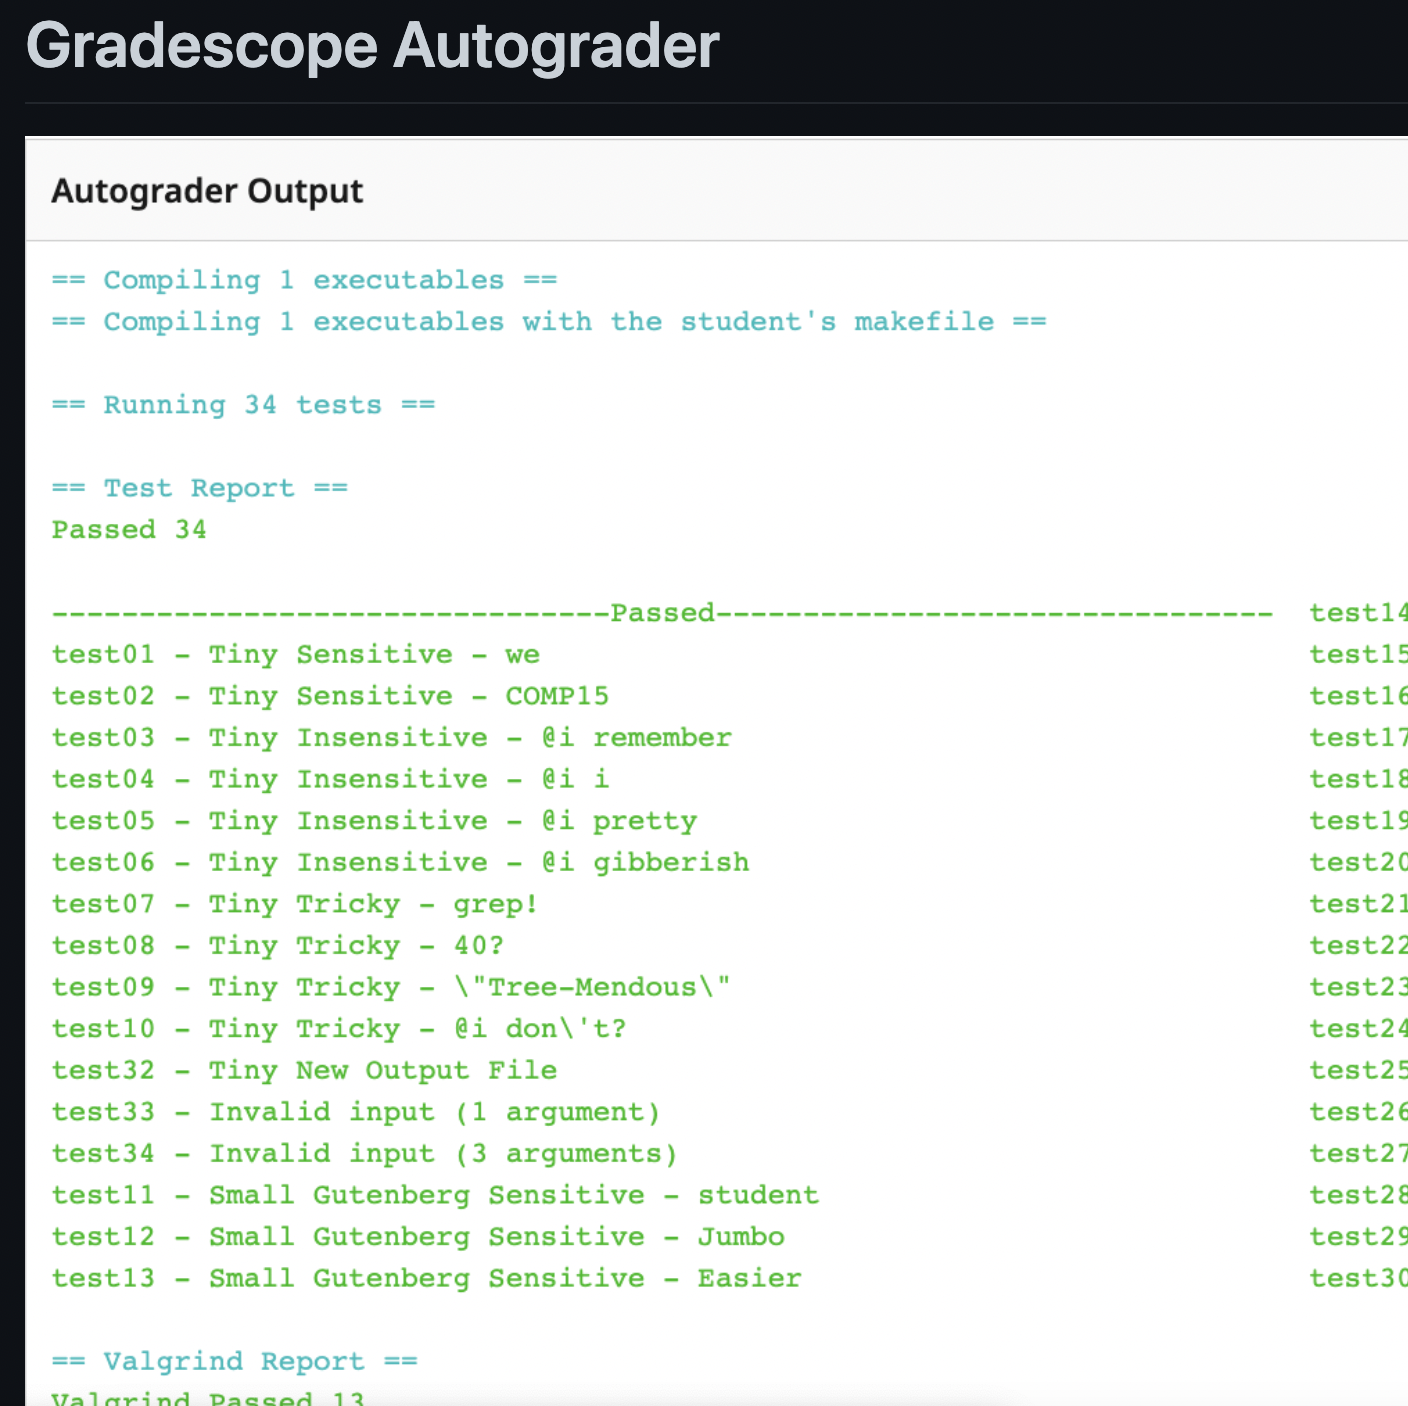 Gradescope Autograder
Autograder Output
== Compiling 1 executables ==
== Compiling 1 executables with the student's makefile ==
== Running 34 tests ==
== Test Report ==
Passed 34
--------------------------------Passed-------------------------------- test14
test01 - Tiny Sensitive - we test15
test02 - Tiny Sensitive - COMP15 test16
test03 - Tiny Insensitive - @i remember test17
test04 - Tiny Insensitive - @i i test18
test05 - Tiny Insensitive - @i pretty test19
test06 - Tiny Insensitive - @i gibberish test20
test07 - Tiny Tricky - grep! test21
test08 - Tiny Tricky - 40? test22
test09 - Tiny Tricky - \"Tree-Mendous\" test23
test10 - Tiny Tricky - @i don\'t? test24
test32 - Tiny New Output File test25
test33 - Invalid input (1 argument) test26
test34 - Invalid input (3 arguments) test27
test11 - Small Gutenberg Sensitive - student test28
test12 - Small Gutenberg Sensitive - Jumbo test29
test13 - Small Gutenberg Sensitive - Easier test30
== Valgrind Report ==
Valgrind Passed 13